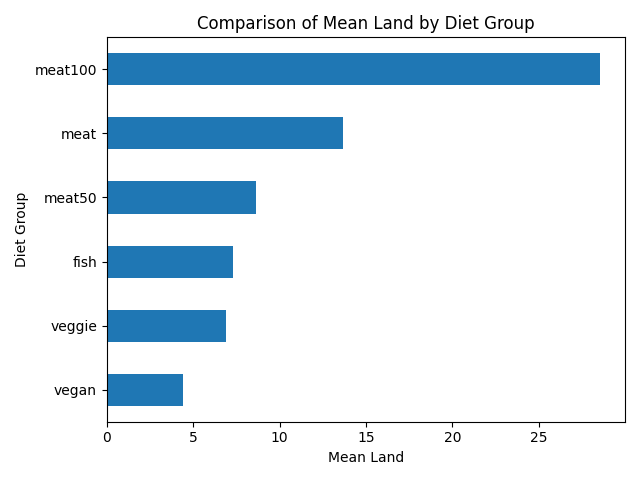 Comparison of Mean Land by Diet Group
meat100
meat
meat50
fish
veggie
vegan
Diet Group
0 5 10 15 20 25
Mean Land